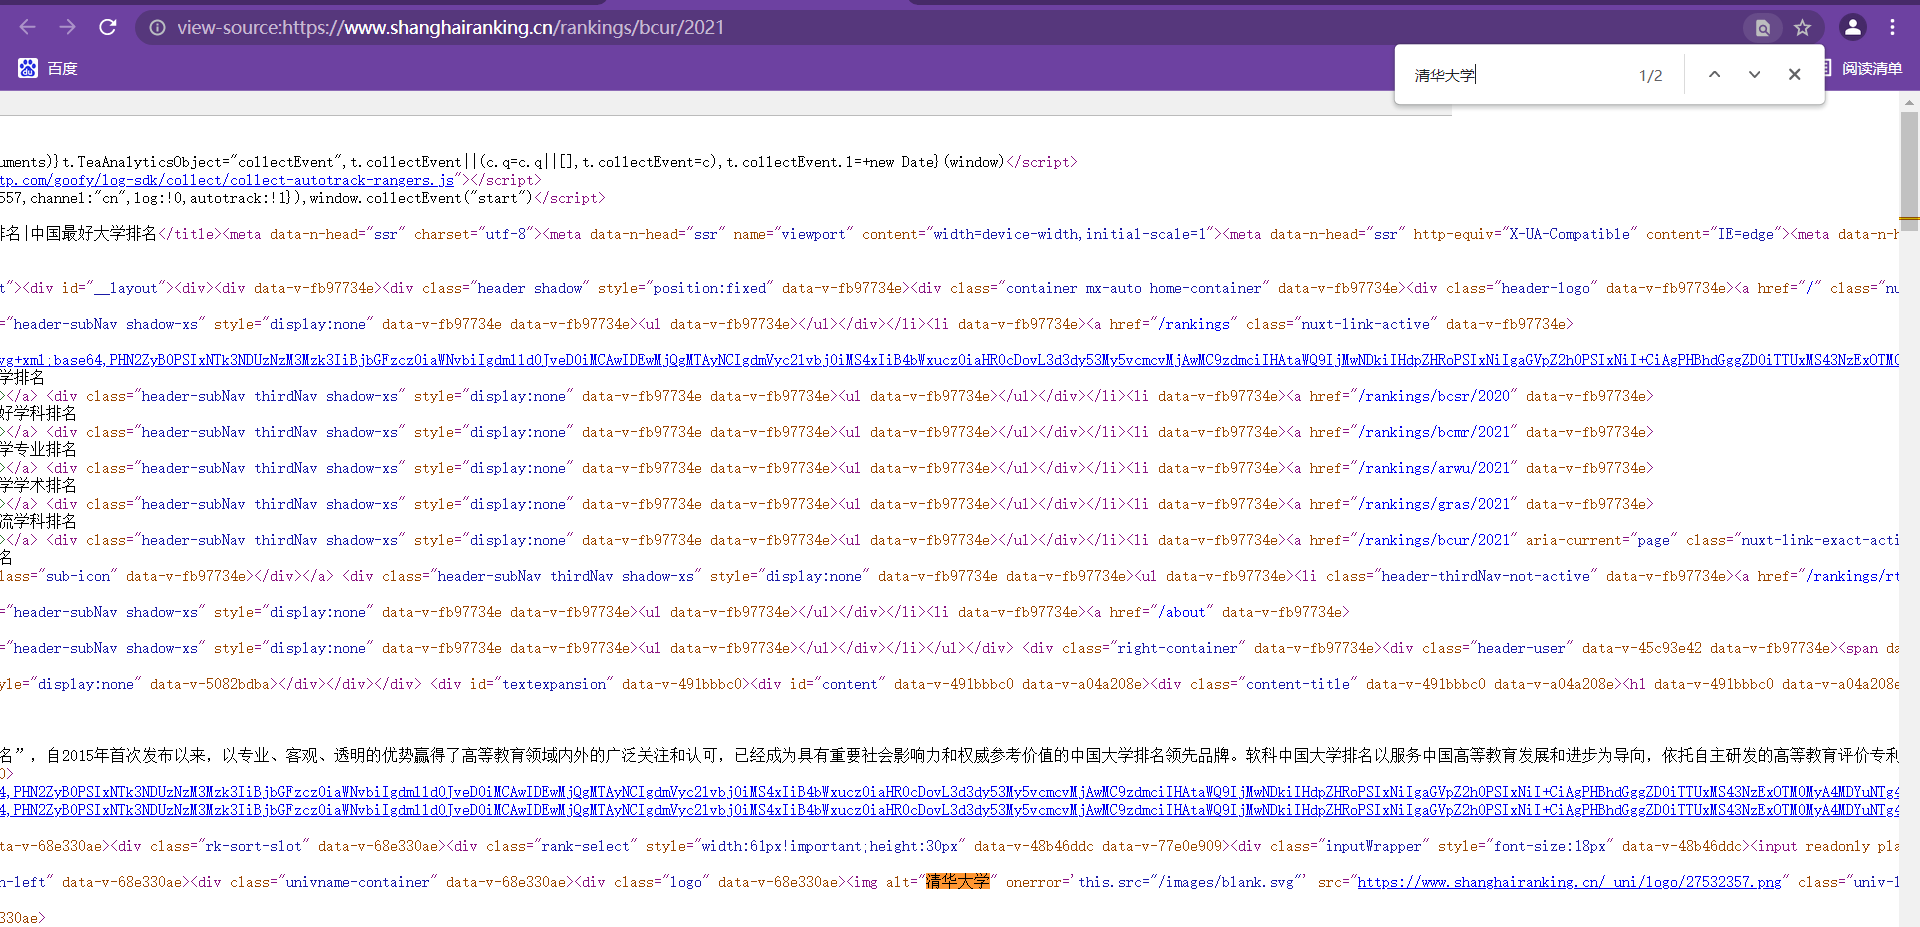 view-source:https://www.shanghairanking.cn/rankings/bcur/2021
百度
清华大学 1/2
阅读清单
uments)}t.TeaAnalyticsObject="collectEvent",t.collectEvent||(c.q=c.q||[],t.collectEvent=c),t.collectEvent.l=+new Date}(window)</script>
tp.com/goofy/log-sdk/collect/collect-autotrack-rangers.js"></script>
557,channel:"cn",log:!0,autotrack:!1}),window.collectEvent("start")</script>
排名|中国最好大学排名</title><meta data-n-head="ssr" charset="utf-8"><meta data-n-head="ssr" name="viewport" content="width=device-width,initial-scale=1"><meta data-n-head="ssr" http-equiv="X-UA-Compatible" content="IE=edge"><meta data-n-h
t"><div id="__layout"><div><div data-v-fb97734e><div class="header shadow" style="position:fixed" data-v-fb97734e><div class="container mx-auto home-container" data-v-fb97734e><div class="header-logo" data-v-fb97734e><a href="/" class="nu
="header-subNav shadow-xs" style="display:none" data-v-fb97734e data-v-fb97734e><ul data-v-fb97734e></ul></div></li><li data-v-fb97734e><a href="/rankings" class="nuxt-link-active" data-v-fb97734e>
学排名
></a> <div class="header-subNav thirdNav shadow-xs" style="display:none" data-v-fb97734e data-v-fb97734e><ul data-v-fb97734e></ul></div></li><li data-v-fb97734e><a href="/rankings/bcsr/2020" data-v-fb97734e>
好学科排名
></a> <div class="header-subNav thirdNav shadow-xs" style="display:none" data-v-fb97734e data-v-fb97734e><ul data-v-fb97734e></ul></div></li><li data-v-fb97734e><a href="/rankings/bcmr/2021" data-v-fb97734e>
学专业排名
></a> <div class="header-subNav thirdNav shadow-xs" style="display:none" data-v-fb97734e data-v-fb97734e><ul data-v-fb97734e></ul></div></li><li data-v-fb97734e><a href="/rankings/arwu/2021" data-v-fb97734e>
学学术排名
></a> <div class="header-subNav thirdNav shadow-xs" style="display:none" data-v-fb97734e data-v-fb97734e><ul data-v-fb97734e></ul></div></li><li data-v-fb97734e><a href="/rankings/gras/2021" data-v-fb97734e>
流学科排名
></a> <div class="header-subNav thirdNav shadow-xs" style="display:none" data-v-fb97734e data-v-fb97734e><ul data-v-fb97734e></ul></div></li><li data-v-fb97734e><a href="/rankings/bcur/2021" aria-current="page" class="nuxt-link-exact-acti
名
lass="sub-icon" data-v-fb97734e></div></a> <div class="header-subNav thirdNav shadow-xs" style="display:none" data-v-fb97734e data-v-fb97734e><ul data-v-fb97734e><li class="header-thirdNav-not-active" data-v-fb97734e><a href="/rankings/rt
="header-subNav shadow-xs" style="display:none" data-v-fb97734e data-v-fb97734e><ul data-v-fb97734e></ul></div></li><li data-v-fb97734e><a href="/about" data-v-fb97734e>
="header-subNav shadow-xs" style="display:none" data-v-fb97734e data-v-fb97734e><ul data-v-fb97734e></ul></div></li></ul></div> <div class="right-container" data-v-fb97734e><div class="header-user" data-v-45c93e42 data-v-fb97734e><span da
yle="display:none" data-v-5082bdba></div></div></div> <div id="textexpansion" data-v-491bbbc0><div id="content" data-v-491bbbc0 data-v-a04a208e><div class="content-title" data-v-491bbbc0 data-v-a04a208e><h1 data-v-491bbbc0 data-v-a04a208e
名”，自2015年首次发布以来，以专业、客观、透明的优势赢得了高等教育领域内外的广泛关注和认可，已经成为具有重要社会影响力和权威参考价值的中国大学排名领先品牌。软科中国大学排名以服务中国高等教育发展和进步为导向，依托自主研发的高等教育评价专利
0>
ta-v-68e330ae><div class="rk-sort-slot" data-v-68e330ae><div class="rank-select" style="width:61px!important;height:30px" data-v-48b46ddc data-v-77e0e909><div class="inputWrapper" style="font-size:18px" data-v-48b46ddc><input readonly pla
n-left" data-v-68e330ae><div class="univname-container" data-v-68e330ae><div class="logo" data-v-68e330ae><img alt="清华大学" onerror='this.src="/images/blank.svg"' src="https://www.shanghairanking.cn/_uni/logo/27532357.png" class="univ-l
330ae>